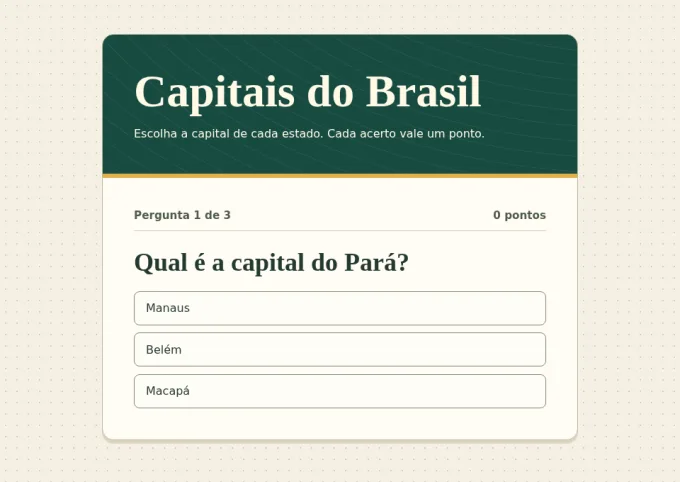 Capitais do Brasil
Escolha a capital de cada estado. Cada acerto vale um ponto.
Pergunta 1 de 3
0 pontos
Qual é a capital do Pará?
Manaus
Belém
Macapá